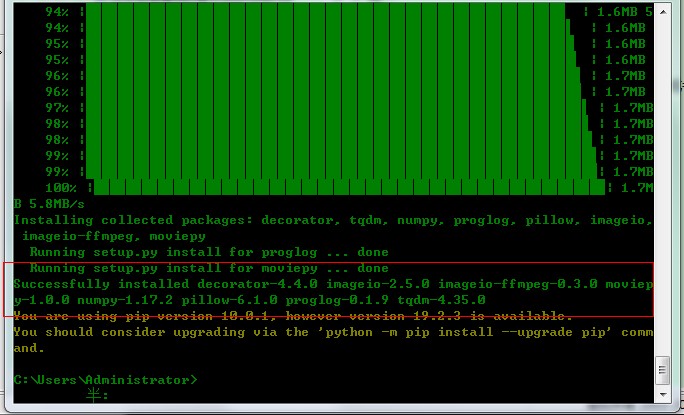 94% | | 1.6MB 5
94% | | 1.6MB
95% | | 1.6MB
95% | | 1.6MB
96% | | 1.6MB
96% | | 1.7MB
97% | | 1.7MB
98% | | 1.7MB
98% | | 1.7MB
99% | | 1.7MB
99% | | 1.7MB
100% | | 1.7M
B 5.8MB/s
Installing collected packages: decorator, tqdm, numpy, proglog, pillow, imageio,
imageio-ffmpeg, moviepy
Running setup.py install for proglog ... done
Running setup.py install for moviepy ... done
Successfully installed decorator-4.4.0 imageio-2.5.0 imageio-ffmpeg-0.3.0 moviep
y-1.0.0 numpy-1.17.2 pillow-6.1.0 proglog-0.1.9 tqdm-4.35.0
You are using pip version 10.0.1, however version 19.2.3 is available.
You should consider upgrading via the 'python -m pip install --upgrade pip' comm
and.
C:\Users\Administrator>
半: